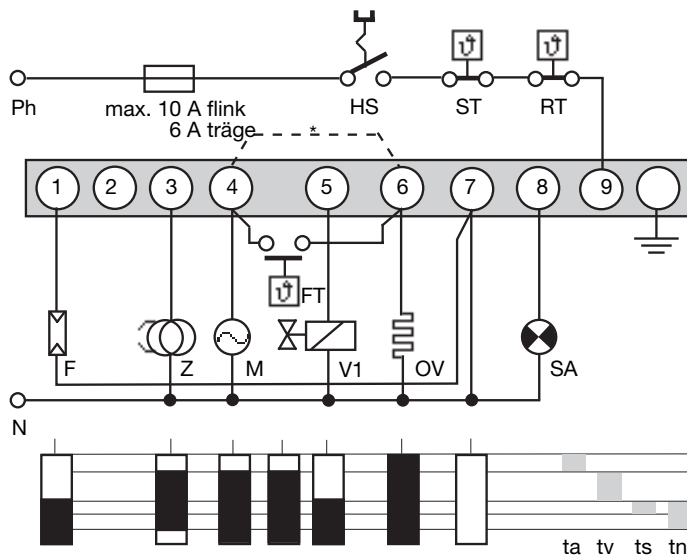 ϑ ϑ
Ph
max. 10 A flink
6 A träge
HS ST RT
*
1 2 3 4 5 6 7 8 9
ϑ FT
F Z M V1 OV SA
N
ta tv ts tn